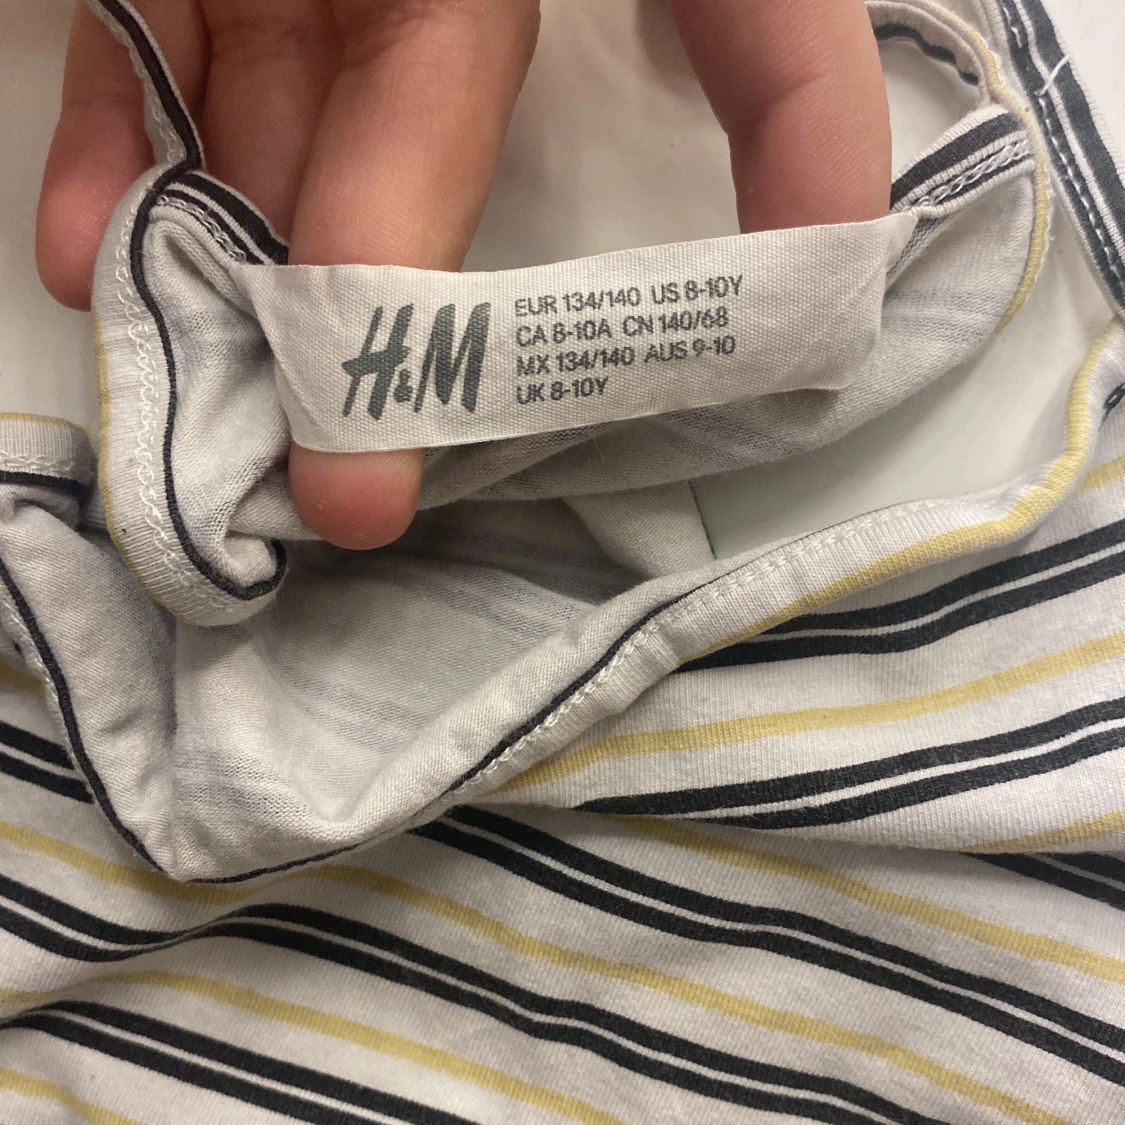 H&M
EUR 134/140 US 8-10Y
CA 8-10A CN 140/68
MX 134/140 AUS 9-10
UK 8-10Y